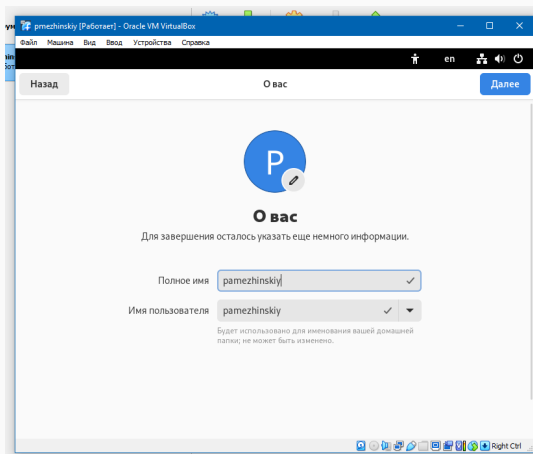 pmezhinskiy [Работает] - Oracle VM VirtualBox
Файл Машина Вид Ввод Устройства Справка
en
Назад О вас Далее
P
О вас
Для завершения осталось указать еще немного информации.
Полное имя pamezhinskiy
Имя пользователя pamezhinskiy
Будет использовано для именования вашей домашней
папки; не может быть изменено.
Right Ctrl